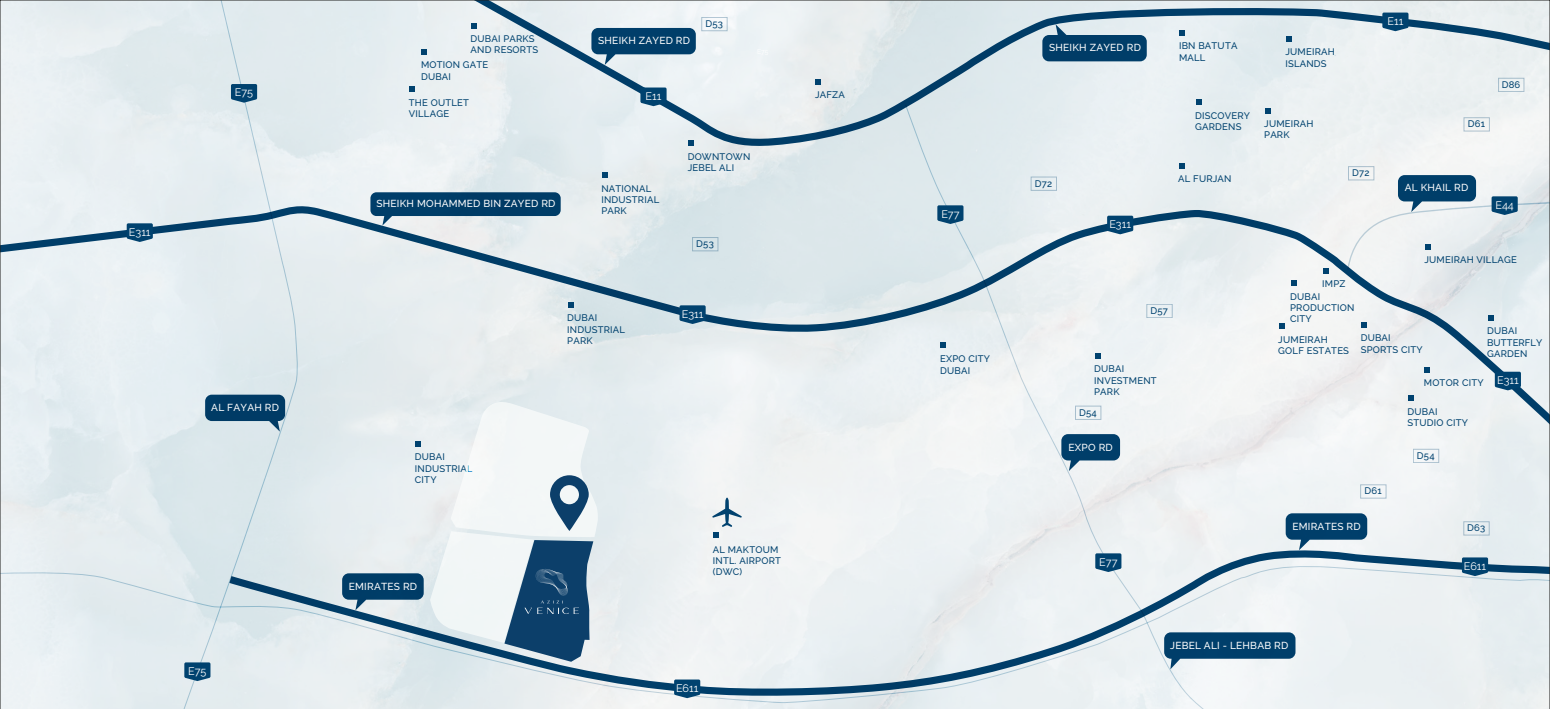 DUBAI PARKS
AND RESORTS
SHEIKH ZAYED RD
D53
SHEIKH ZAYED RD
IBN BATUTA
MALL
JUMEIRAH
ISLANDS
E11
MOTION GATE
DUBAI
E75
THE OUTLET
VILLAGE
E11
JAFZA
D86
DISCOVERY
GARDENS
JUMEIRAH
PARK
D61
DOWNTOWN
JEBEL ALI
NATIONAL
INDUSTRIAL
PARK
D72
AL FURJAN
D72
AL KHAIL RD
E44
SHEIKH MOHAMMED BIN ZAYED RD
E311
D53
E77
E311
JUMEIRAH VILLAGE
IMPZ
DUBAI
PRODUCTION
CITY
DUBAI
INDUSTRIAL
PARK
E311
D57
JUMEIRAH
GOLF ESTATES
DUBAI
SPORTS CITY
DUBAI
BUTTERFLY
GARDEN
EXPO CITY
DUBAI
DUBAI
INVESTMENT
PARK
MOTOR CITY
E311
AL FAYAH RD
D54
DUBAI
STUDIO CITY
DUBAI
INDUSTRIAL
CITY
EXPO RD
D54
D61
AL MAKTOUM
INTL. AIRPORT
(DWC)
EMIRATES RD
D63
EMIRATES RD
AZIZI
VENICE
E77
E611
E75
E611
JEBEL ALI - LEHBAB RD